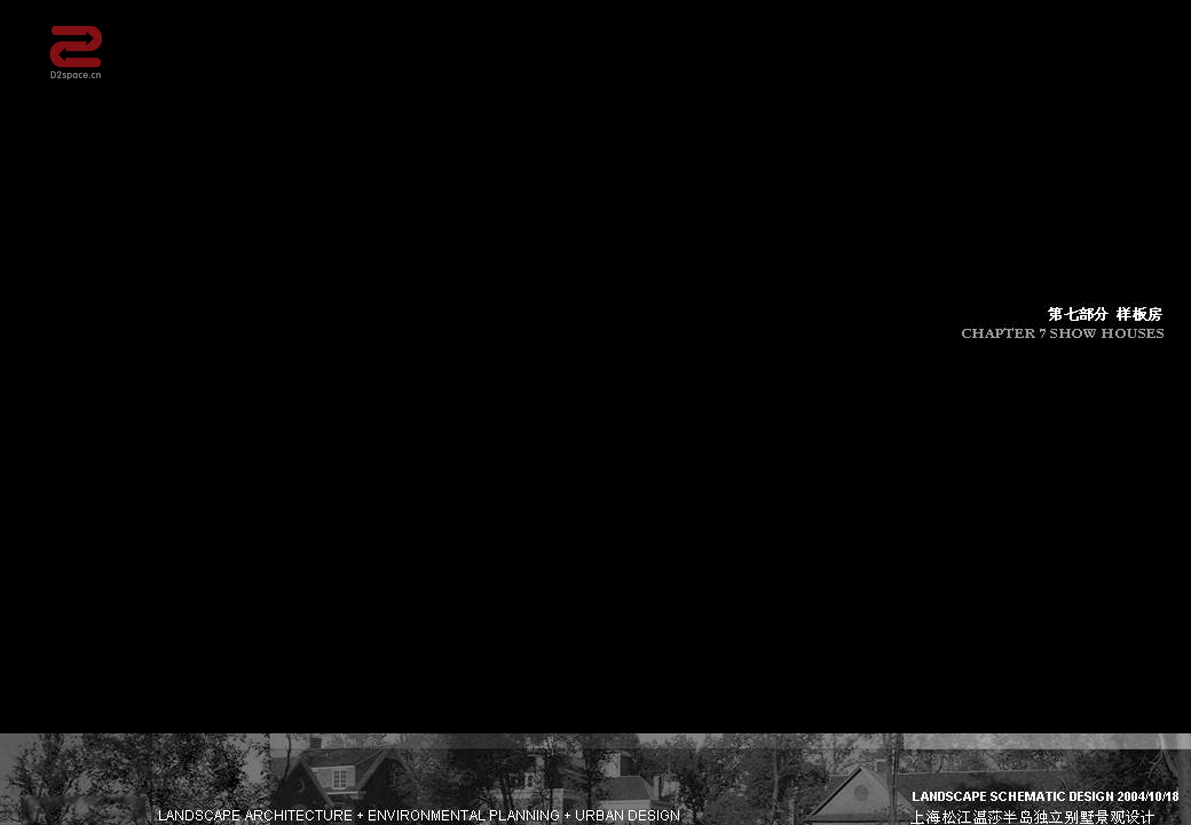 D2space.cn
第七部分 样板房
CHAPTER 7 SHOW HOUSES
LANDSCAPE SCHEMATIC DESIGN 2004/10/18
LANDSCAPE ARCHITECTURE + ENVIRONMENTAL PLANNING + URBAN DESIGN
上海松江温莎半岛独立别墅景观设计